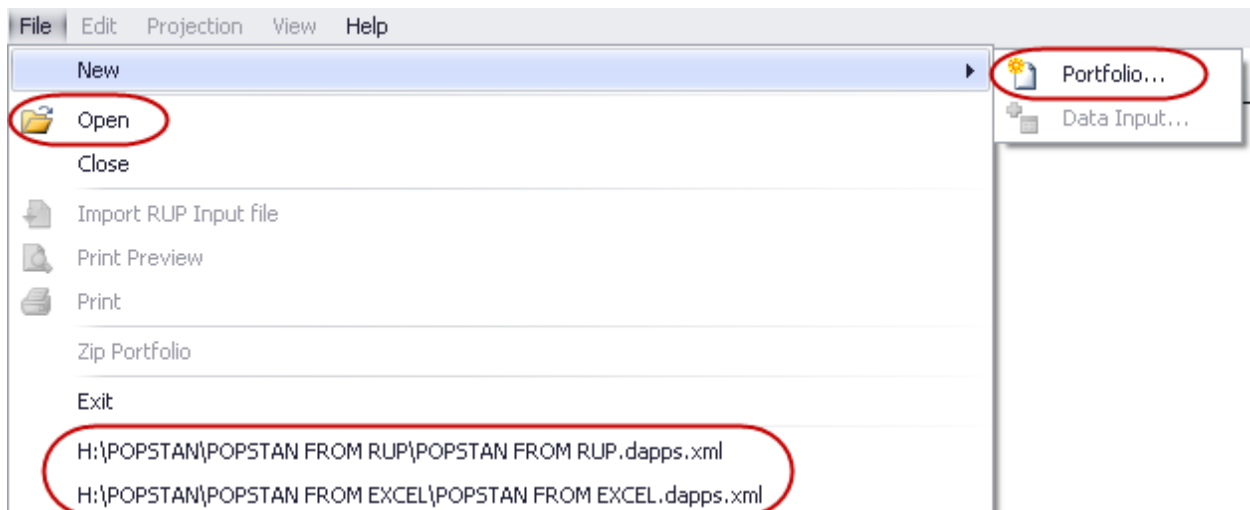 File Edit Projection View Help
New
Portfolio...
Open
Data Input...
Close
Import RUP Input file
Print Preview
Print
Zip Portfolio
Exit
H:\POPSTAN\POPSTAN FROM RUP\POPSTAN FROM RUP.dapps.xml
H:\POPSTAN\POPSTAN FROM EXCEL\POPSTAN FROM EXCEL.dapps.xml